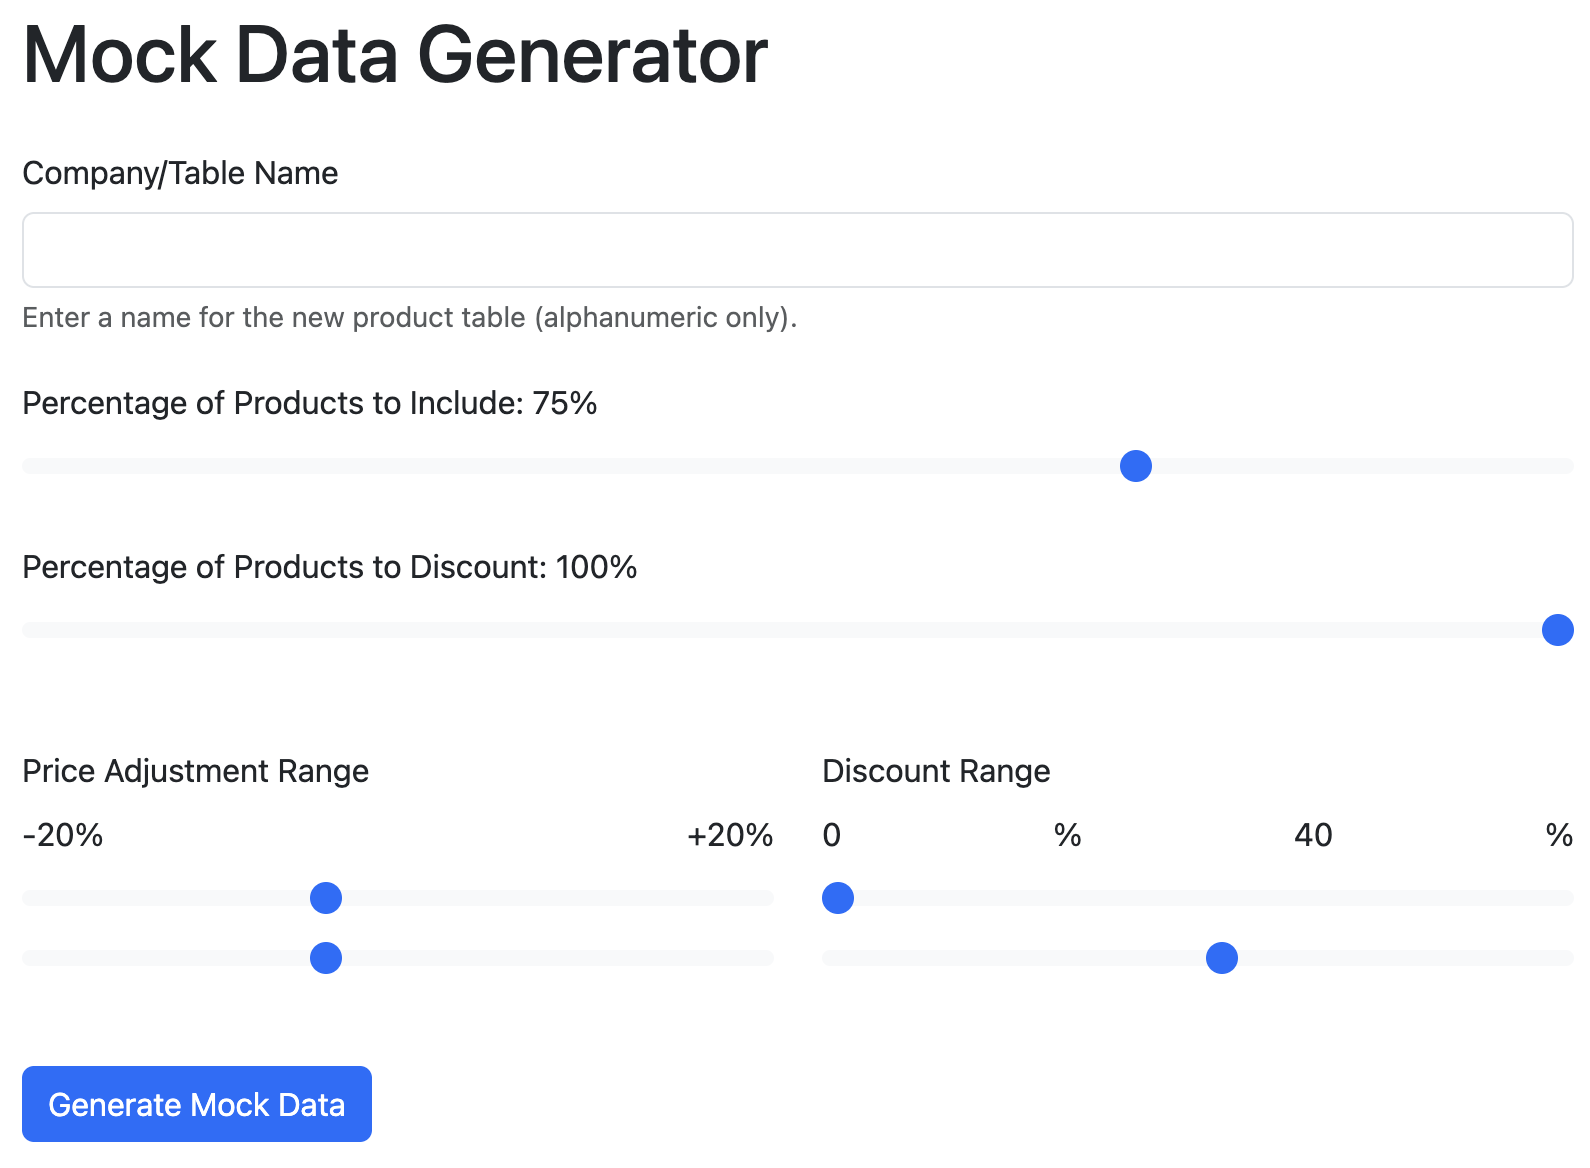 Mock Data Generator
Company/Table Name
Enter a name for the new product table (alphanumeric only).
Percentage of Products to Include: 75%
Percentage of Products to Discount: 100%
Price Adjustment Range
-20% +20%
Discount Range
0 % 40 %
Generate Mock Data